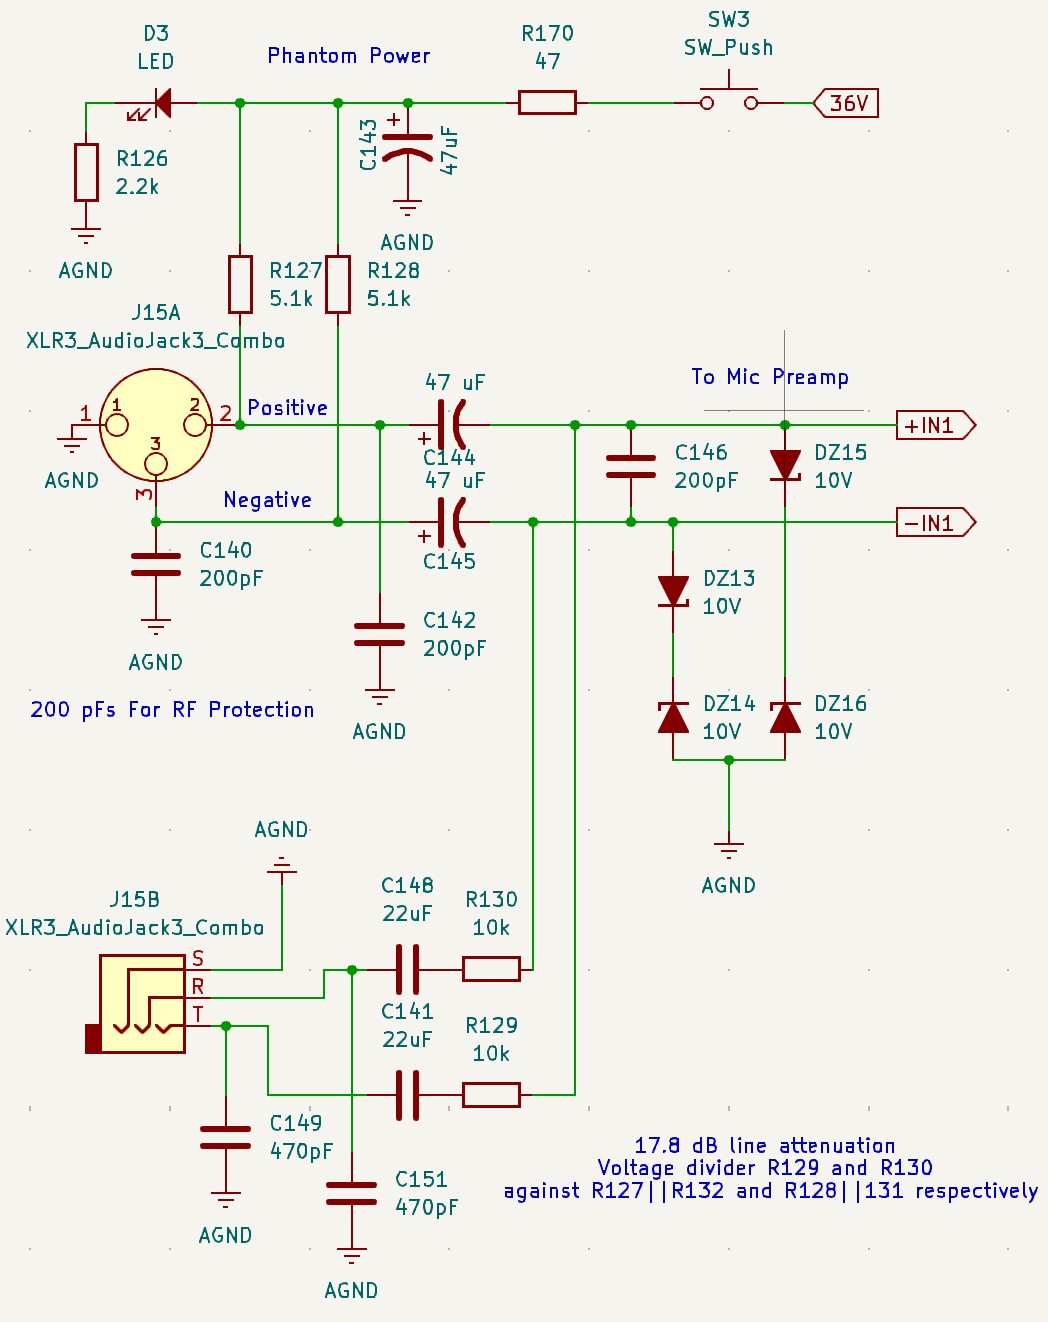 D3
LED
Phantom Power
R170
47
SW3
SW_Push
36V
+
C143
47uF
R126
2.2k
AGND
AGND
R127
5.1k
R128
5.1k
J15A
XLR3_AudioJack3_Combo
1
1
2
2
3
3
AGND
Positive
Negative
47 uF
+
C144
47 uF
+
C145
To Mic Preamp
+IN1
C146
200pF
DZ15
10V
-IN1
C140
200pF
AGND
C142
200pF
AGND
DZ13
10V
DZ14
10V
DZ16
10V
AGND
200 pFs For RF Protection
AGND
J15B
XLR3_AudioJack3_Combo
S
R
T
C148
22uF
R130
10k
C141
22uF
R129
10k
C149
470pF
AGND
C151
470pF
AGND
17.8 dB line attenuation
Voltage divider R129 and R130
against R127||R132 and R128||131 respectively